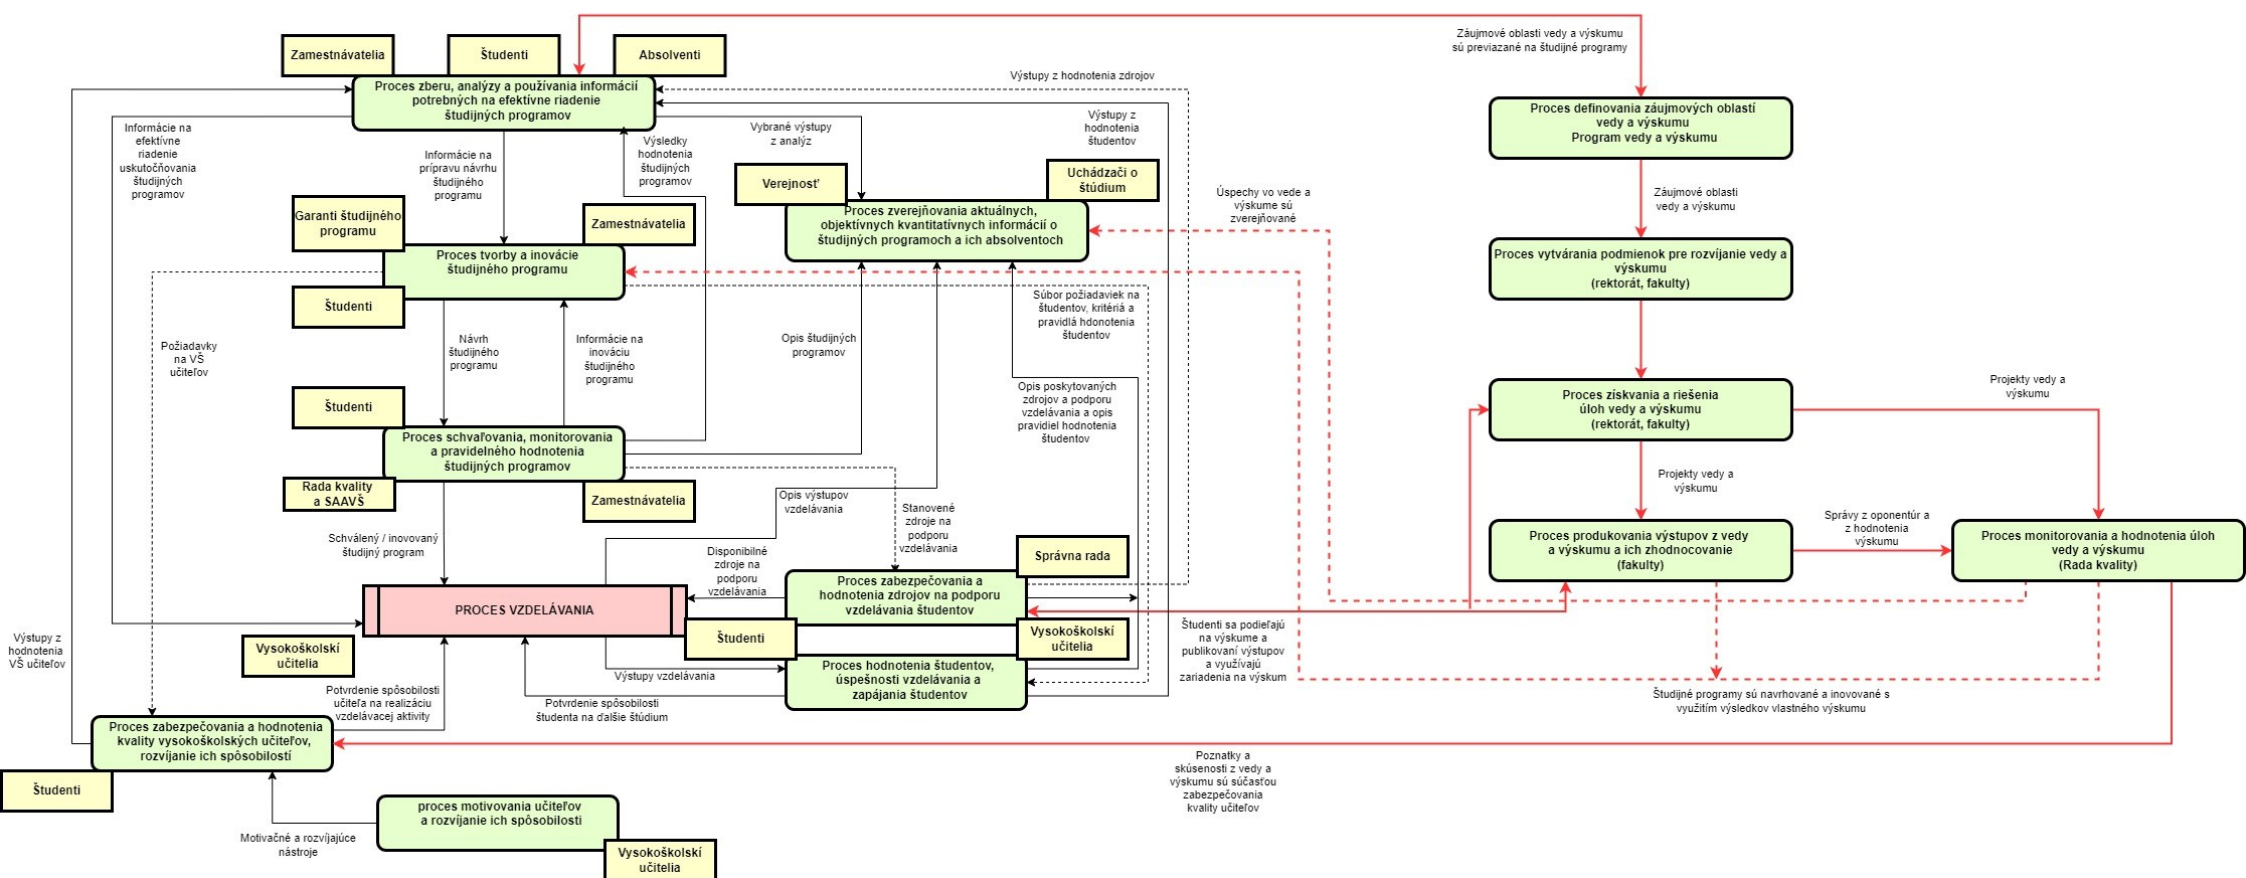 Záujmové oblasti vedy a výskumu
sú previazané na študijné programy
Zamestnávatelia
Študenti
Absolventi
Výstupy z hodnotenia zdrojov
Proces zberu, analýzy a používania informácií
potrebných na efektívne riadenie
študijných programov
Proces definovania záujmových oblastí
vedy a výskumu
Program vedy a výskumu
Informácie na
efektívne
riadenie
uskutočňovania
študijných
programov
Informácie na
prípravu návrhu
študijného
programu
Výsledky
hodnotenia
študijných
programov
Vybrané výstupy
z analýz
Výstupy z
hodnotenia
študentov
Verejnosť
Uchádzači o
štúdium
Úspechy vo vede a
výskume sú
zverejňované
Záujmové oblasti
vedy a výskumu
Garanti študijného
programu
Zamestnávatelia
Proces zverejňovania aktuálnych,
objektívnych kvantitatívnych informácií o
študijných programoch a ich absolventoch
Proces tvorby a inovácie
študijného programu
Proces vytvárania podmienok pre rozvíjanie vedy a
výskumu
(rektorát, fakulty)
Študenti
Súbor požiadaviek na
študentov, kritériá a
pravidlá hdonotenia
študentov
Požiadavky
na VŠ
učiteľov
Návrh
študijného
programu
Informácie na
inováciu
študijného
programu
Opis študijných
programov
Opis poskytovaných
zdrojov a podporu
vzdelávania a opis
pravidiel hodnotenia
študentov
Študenti
Proces získvania a riešenia
úloh vedy a výskumu
(rektorát, fakulty)
Projekty vedy a
výskumu
Proces schvaľovania, monitorovania
a pravidelného hodnotenia
študijných programov
Rada kvality
a SAAVŠ
Zamestnávatelia
Projekty vedy a
výskumu
Opis výstupov
vzdelávania
Stanovené
zdroje na
podporu
vzdelávania
Správy z oponentúr a
z hodnotenia
výskumu
Schválený / inovovaný
študijný program
Disponibilné
zdroje na
podporu
vzdelávania
Správna rada
Proces produkovania výstupov z vedy
a výskumu a ich zhodnocovanie
(fakulty)
Proces monitorovania a hodnotenia úloh
vedy a výskumu
(Rada kvality)
PROCES VZDELÁVANIA
Proces zabezpečovania a
hodnotenia zdrojov na podporu
vzdelávania študentov
Výstupy z
hodnotenia
VŠ učiteľov
Vysokoškolskí
učitelia
Študenti
Vysokoškolskí
učitelia
Študenti sa podieľajú
na výskume a
publikovaní výstupov
a využívajú
zariadenia na výskum
Výstupy vzdelávania
Proces hodnotenia študentov,
úspešnosti vzdelávania a
zapájania študentov
Potvrdenie spôsobilosti
učiteľa na realizáciu
vzdelávacej aktivity
Potvrdenie spôsobilosti
študenta na ďalšie štúdium
Študijné programy sú navrhované a inovované s
využitím výsledkov vlastného výskumu
Proces zabezpečovania a hodnotenia
kvality vysokoškolských učiteľov,
rozvíjanie ich spôsobilostí
Študenti
Poznatky a
skúsenosti z vedy a
výskumu sú súčasťou
zabezpečovania
kvality učiteľov
proces motivovania učiteľov
a rozvíjanie ich spôsobilosti
Motivačné a rozvíjajúce
nástroje
Vysokoškolskí
učitelia